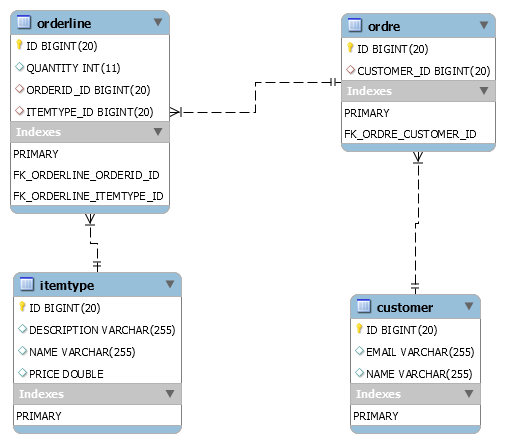 orderline
ID BIGINT(20)
QUANTITY INT(11)
ORDERID_ID BIGINT(20)
ITEMTYPE_ID BIGINT(20)
Indexes
PRIMARY
FK_ORDERLINE_ORDERID_ID
FK_ORDERLINE_ITEMTYPE_ID
ordre
ID BIGINT(20)
CUSTOMER_ID BIGINT(20)
Indexes
PRIMARY
FK_ORDRE_CUSTOMER_ID
itemtype
ID BIGINT(20)
DESCRIPTION VARCHAR(255)
NAME VARCHAR(255)
PRICE DOUBLE
Indexes
PRIMARY
customer
ID BIGINT(20)
EMAIL VARCHAR(255)
NAME VARCHAR(255)
Indexes
PRIMARY